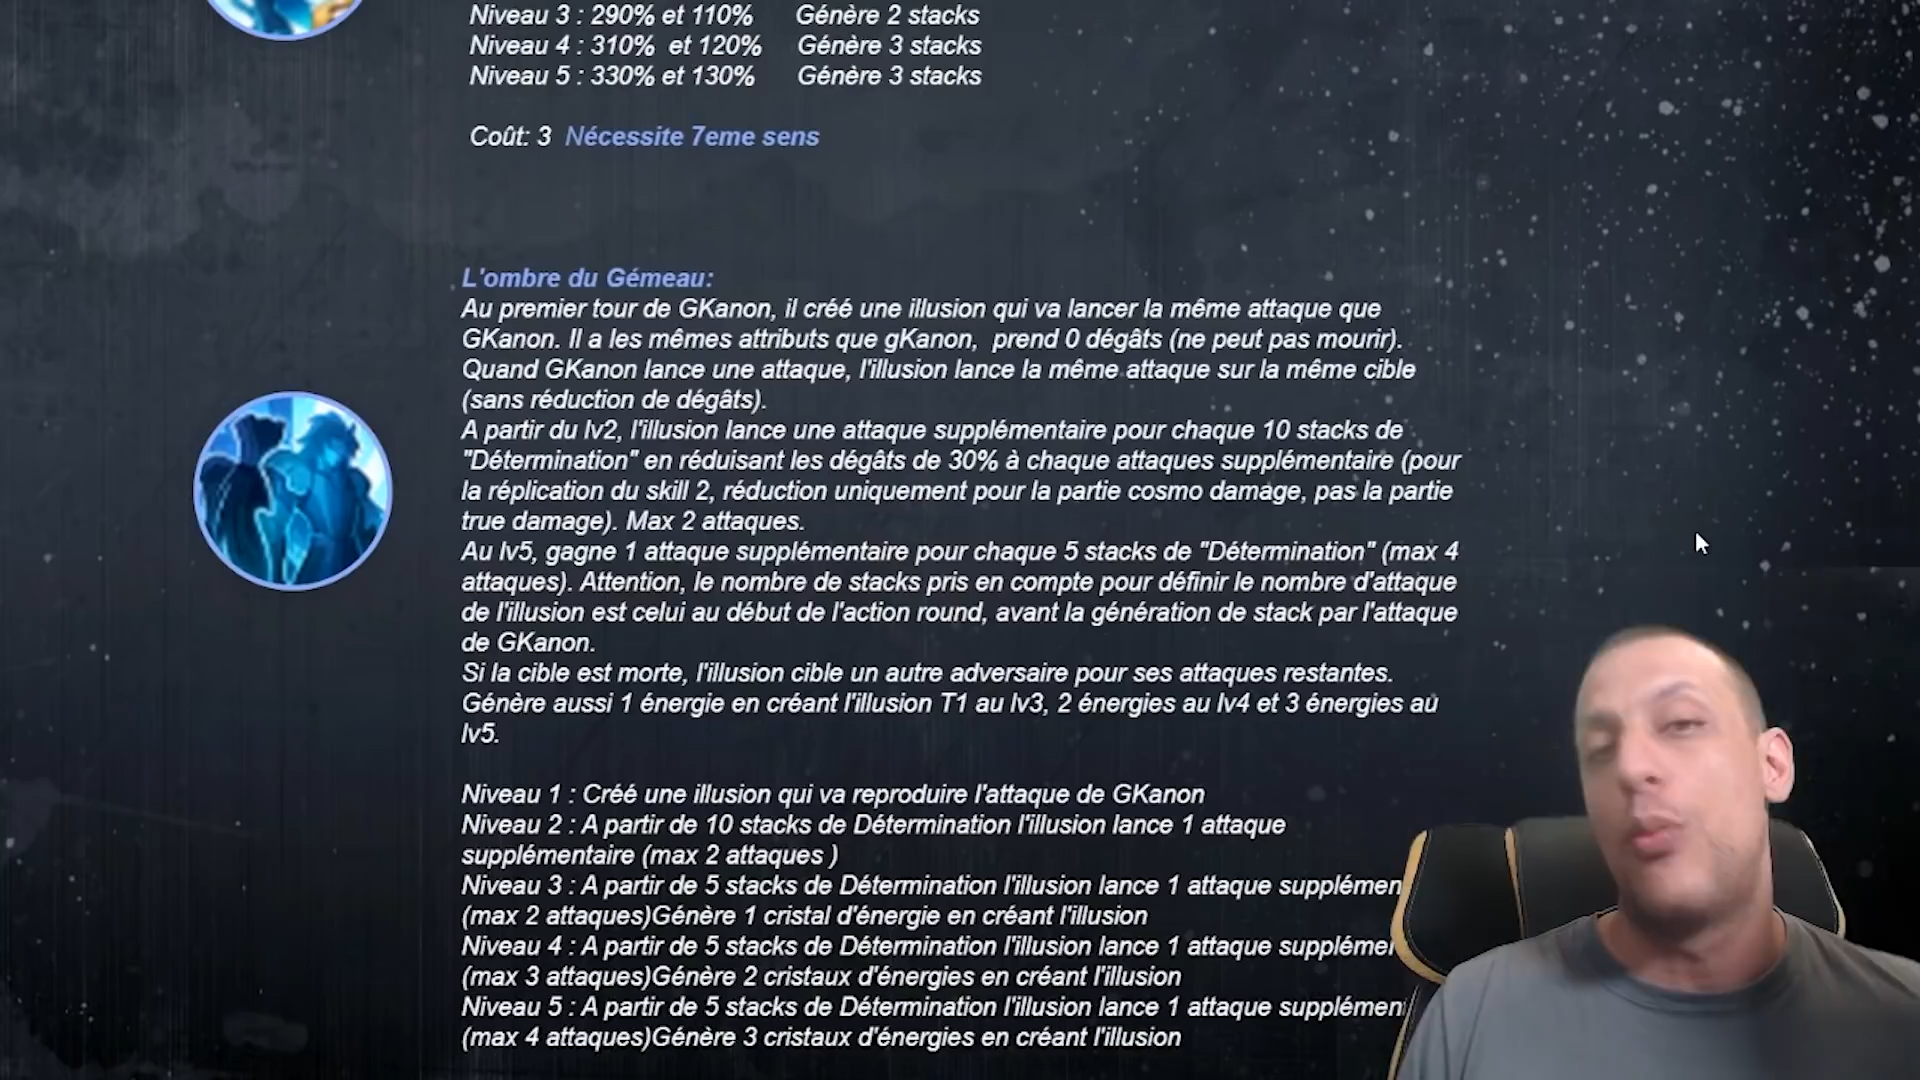 Niveau 3 : 290% et 110% Génère 2 stacks
Niveau 4 : 310% et 120% Génère 3 stacks
Niveau 5 : 330% et 130% Génère 3 stacks
Coût: 3 Nécessite 7eme sens
L'ombre du Gémeau:
Au premier tour de GKanon, il créé une illusion qui va lancer la même attaque que
GKanon. Il a les mêmes attributs que gKanon, prend 0 dégâts (ne peut pas mourir).
Quand GKanon lance une attaque, l'illusion lance la même attaque sur la même cible
(sans réduction de dégâts).
A partir du lv2, l'illusion lance une attaque supplémentaire pour chaque 10 stacks de
"Détermination" en réduisant les dégâts de 30% à chaque attaques supplémentaire (pour
la réplication du skill 2, réduction uniquement pour la partie cosmo damage, pas la partie
true damage). Max 2 attaques.
Au lv5, gagne 1 attaque supplémentaire pour chaque 5 stacks de "Détermination" (max 4
attaques). Attention, le nombre de stacks pris en compte pour définir le nombre d'attaque
de l'illusion est celui au début de l'action round, avant la génération de stack par l'attaque
de GKanon.
Si la cible est morte, l'illusion cible un autre adversaire pour ses attaques restantes.
Génère aussi 1 énergie en créant l'illusion T1 au lv3, 2 énergies au lv4 et 3 énergies au
lv5.
Niveau 1 : Créé une illusion qui va reproduire l'attaque de GKanon
Niveau 2 : A partir de 10 stacks de Détermination l'illusion lance 1 attaque
supplémentaire (max 2 attaques )
Niveau 3 : A partir de 5 stacks de Détermination l'illusion lance 1 attaque supplémen
(max 2 attaques)Génère 1 cristal d'énergie en créant l'illusion
Niveau 4 : A partir de 5 stacks de Détermination l'illusion lance 1 attaque supplémen
(max 3 attaques)Génère 2 cristaux d'énergies en créant l'illusion
Niveau 5 : A partir de 5 stacks de Détermination l'illusion lance 1 attaque supplémen
(max 4 attaques)Génère 3 cristaux d'énergies en créant l'illusion